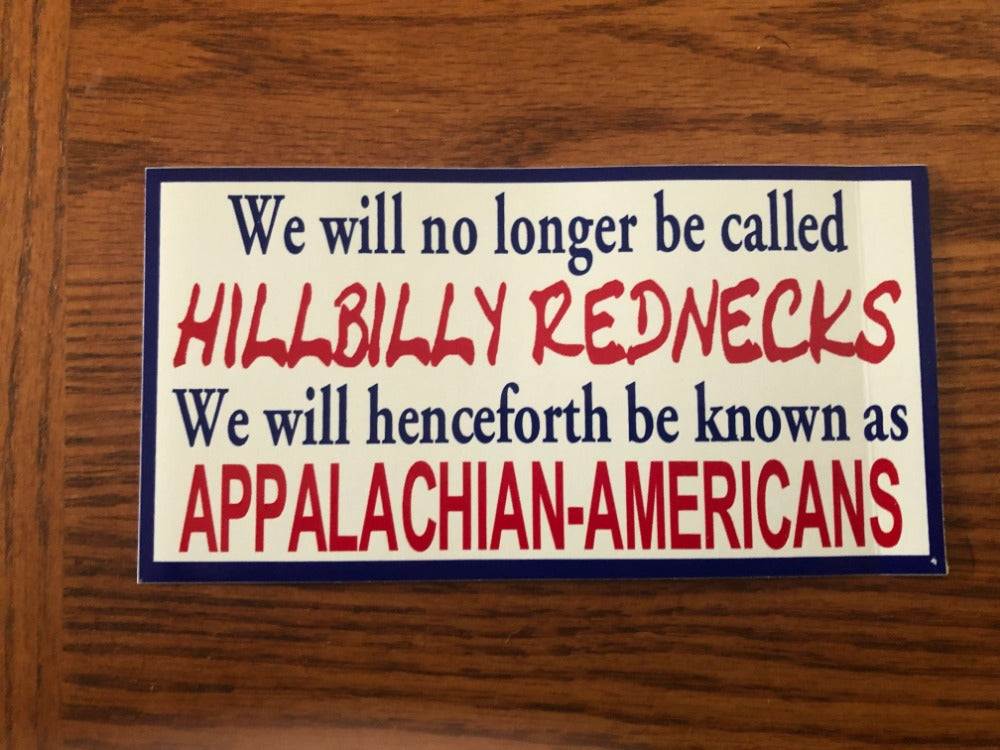 We will no longer be called
HILLBILLY REDNECKS
We will henceforth be known as
APPALACHIAN-AMERICANS